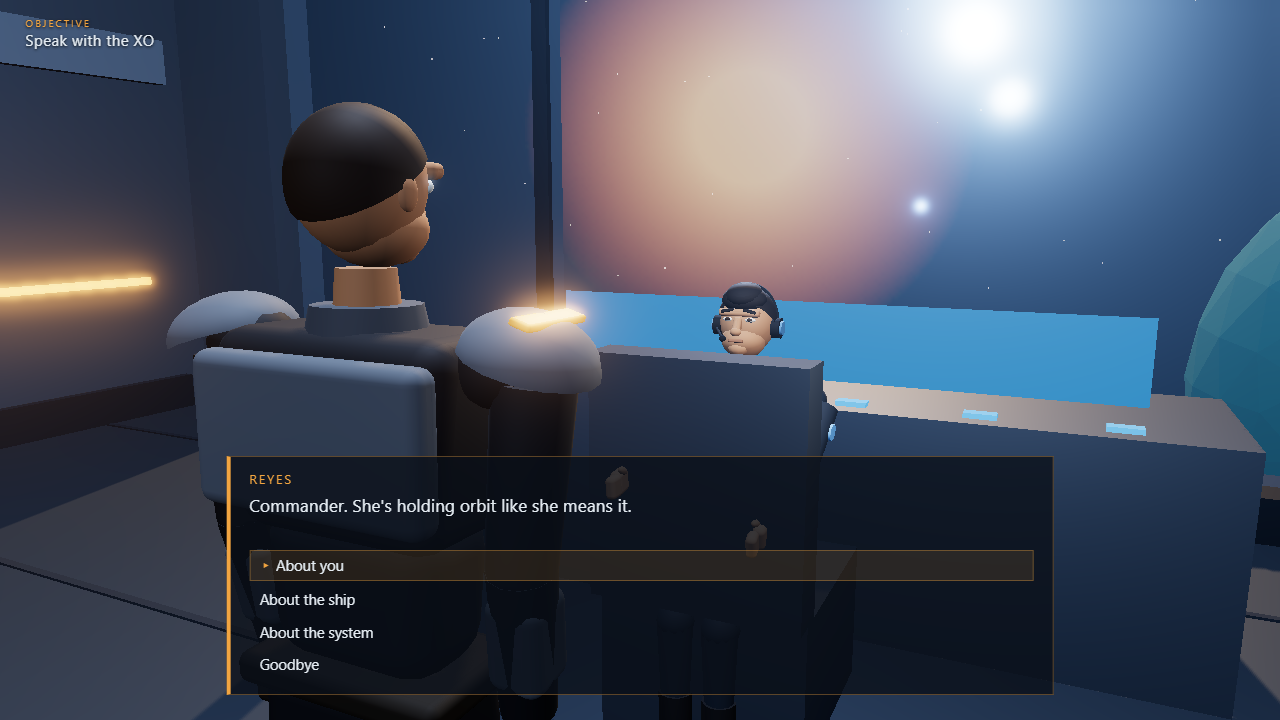 OBJECTIVE
Speak with the XO
REYES
Commander. She's holding orbit like she means it.
About you
About the ship
About the system
Goodbye